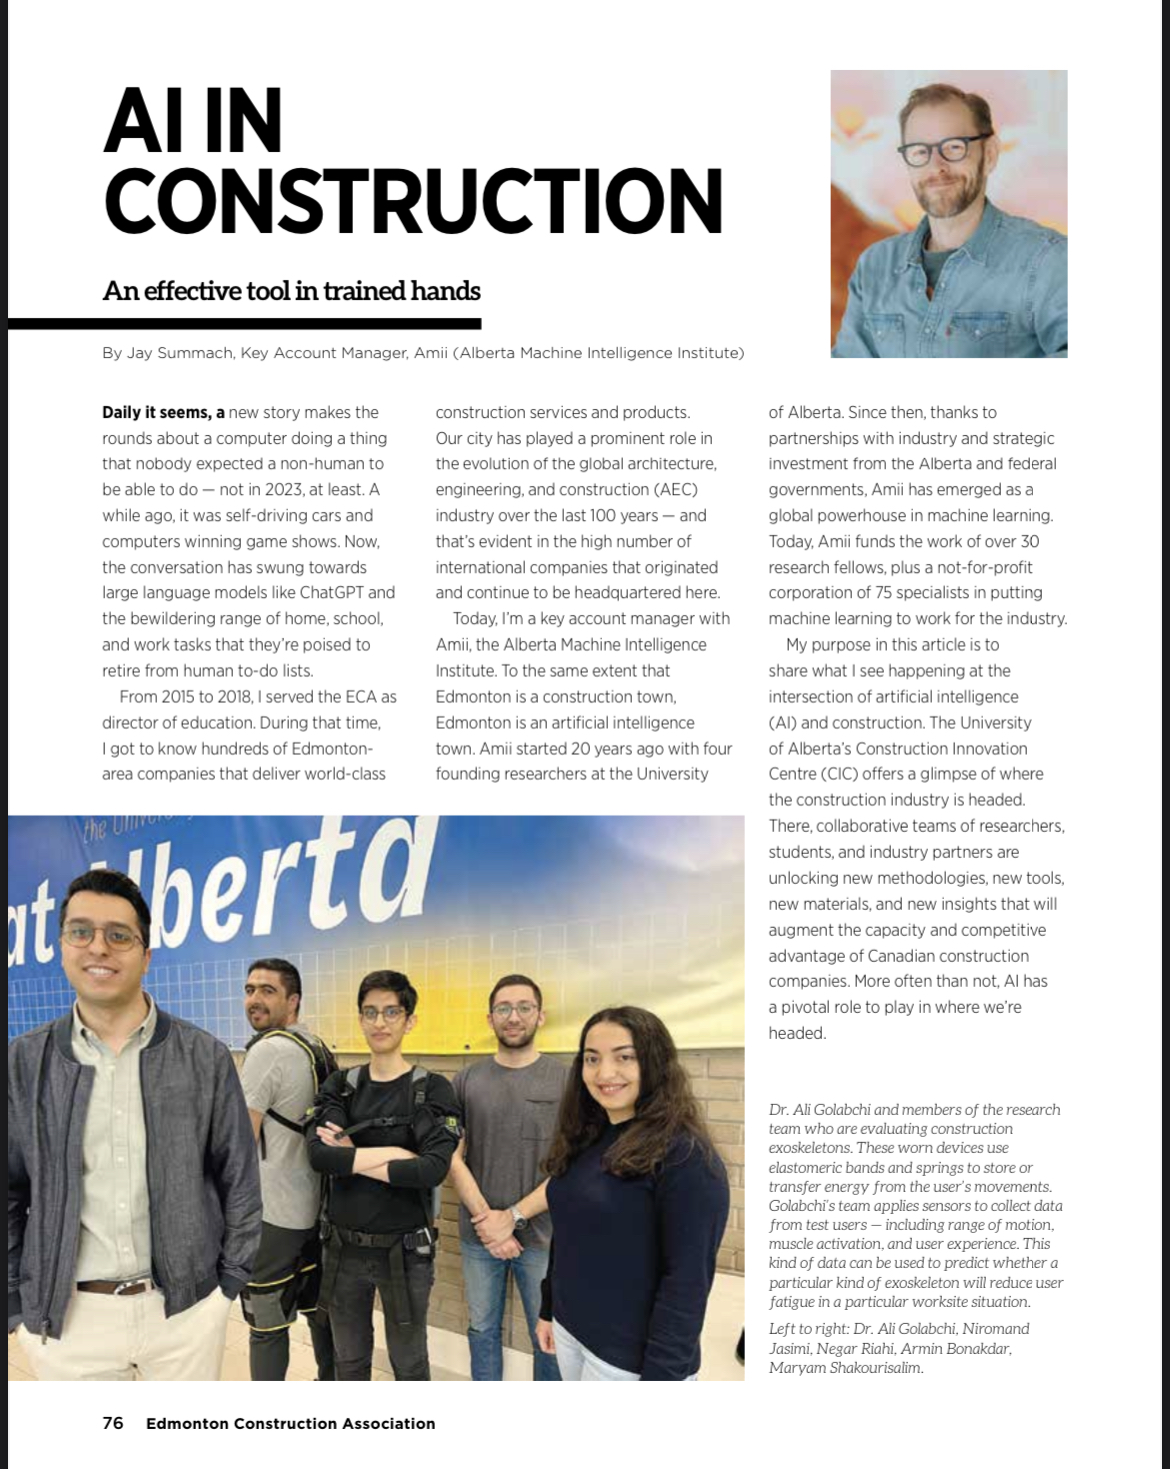 AI IN
CONSTRUCTION
An effective tool in trained hands
By Jay Summach, Key Account Manager, Amii (Alberta Machine Intelligence Institute)
Daily it seems, a new story makes the
rounds about a computer doing a thing
that nobody expected a non-human to
be able to do — not in 2023, at least. A
while ago, it was self-driving cars and
computers winning game shows. Now,
the conversation has swung towards
large language models like ChatGPT and
the bewildering range of home, school,
and work tasks that they're poised to
retire from human to-do lists.
From 2015 to 2018, I served the ECA as
director of education. During that time,
I got to know hundreds of Edmonton-
area companies that deliver world-class
construction services and products.
Our city has played a prominent role in
the evolution of the global architecture,
engineering, and construction (AEC)
industry over the last 100 years — and
that's evident in the high number of
international companies that originated
and continue to be headquartered here.
Today, I'm a key account manager with
Amii, the Alberta Machine Intelligence
Institute. To the same extent that
Edmonton is a construction town,
Edmonton is an artificial intelligence
town. Amii started 20 years ago with four
founding researchers at the University
of Alberta. Since then, thanks to
partnerships with industry and strategic
investment from the Alberta and federal
governments, Amii has emerged as a
global powerhouse in machine learning.
Today, Amii funds the work of over 30
research fellows, plus a not-for-profit
corporation of 75 specialists in putting
machine learning to work for the industry.
My purpose in this article is to
share what I see happening at the
intersection of artificial intelligence
(AI) and construction. The University
of Alberta's Construction Innovation
Centre (CIC) offers a glimpse of where
the construction industry is headed.
There, collaborative teams of researchers,
students, and industry partners are
unlocking new methodologies, new tools,
new materials, and new insights that will
augment the capacity and competitive
advantage of Canadian construction
companies. More often than not, AI has
a pivotal role to play in where we're
headed.
the
at berta
Dr. Ali Golabchi and members of the research
team who are evaluating construction
exoskeletons. These worn devices use
elastomeric bands and springs to store or
transfer energy from the user's movements.
Golabchi's team applies sensors to collect data
from test users — including range of motion,
muscle activation, and user experience. This
kind of data can be used to predict whether a
particular kind of exoskeleton will reduce user
fatigue in a particular worksite situation.
Left to right: Dr. Ali Golabchi, Niromand
Jasimi, Negar Riahi, Armin Bonakdar,
Maryam Shakourisalim.
76 Edmonton Construction Association